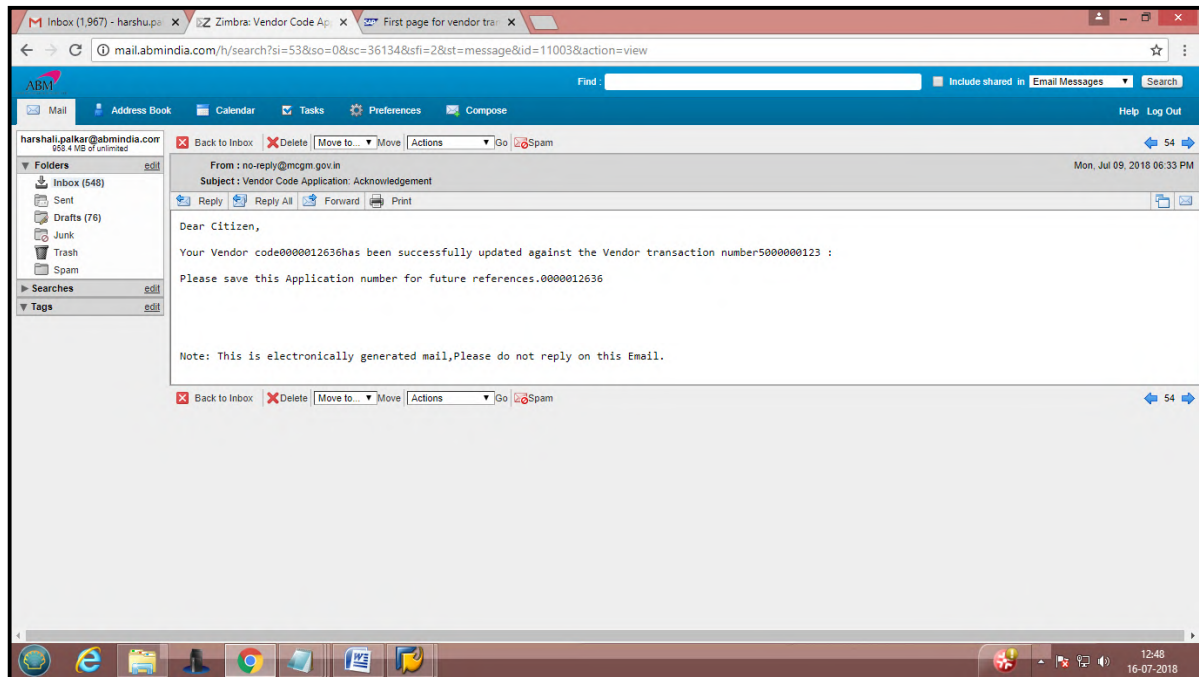 Inbox (1,967) - harshu.pa
Zimbra: Vendor Code Ap
First page for vendor tran
mail.abmindia.com/h/search?si=53&so=0&sc=36134&sfi=2&st=message&id=11003&action=view
ABM
Find :
Include shared in Email Messages Search
Mail Address Book Calendar Tasks Preferences Compose Help Log Out
harshali.palkar@abmindia.com
958.4 MB of unlimited
Folders edit
Inbox (548)
Sent
Drafts (76)
Junk
Trash
Spam
Searches edit
Tags edit
Back to Inbox Delete Move to... Move Actions Go Spam 54
From : no-reply@mcgm.gov.in Mon, Jul 09, 2018 06:33 PM
Subject : Vendor Code Application: Acknowledgement
Reply Reply All Forward Print
Dear Citizen,
Your Vendor code0000012636has been successfully updated against the Vendor transaction number5000000123 :
Please save this Application number for future references.0000012636
Note: This is electronically generated mail,Please do not reply on this Email.
Back to Inbox Delete Move to... Move Actions Go Spam 54
12:48
16-07-2018